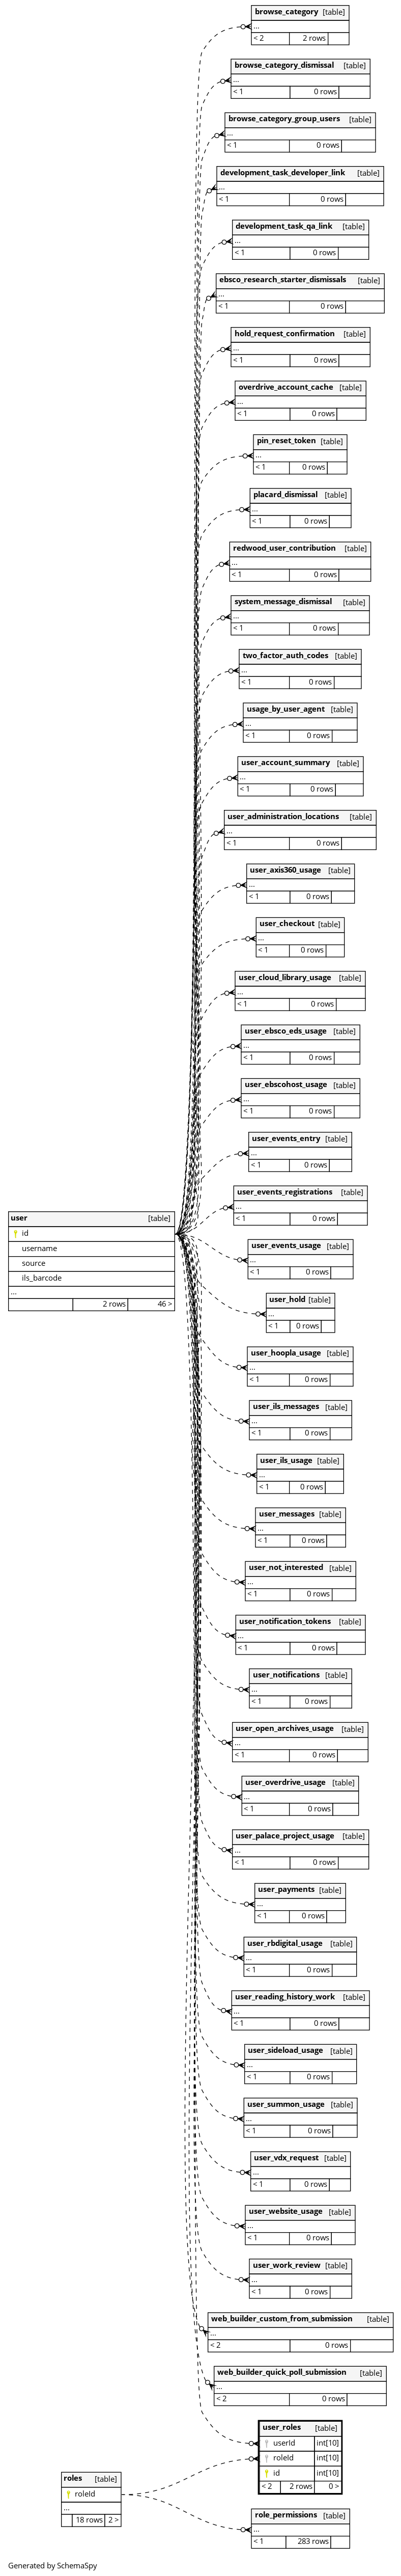 browse_category [table]
...
< 2 2 rows
browse_category_dismissal [table]
...
< 1 0 rows
browse_category_group_users [table]
...
< 1 0 rows
development_task_developer_link [table]
...
< 1 0 rows
development_task_qa_link [table]
...
< 1 0 rows
ebsco_research_starter_dismissals [table]
...
< 1 0 rows
hold_request_confirmation [table]
...
< 1 0 rows
overdrive_account_cache [table]
...
< 1 0 rows
pin_reset_token [table]
...
< 1 0 rows
placard_dismissal [table]
...
< 1 0 rows
redwood_user_contribution [table]
...
< 1 0 rows
system_message_dismissal [table]
...
< 1 0 rows
two_factor_auth_codes [table]
...
< 1 0 rows
usage_by_user_agent [table]
...
< 1 0 rows
user_account_summary [table]
...
< 1 0 rows
user_administration_locations [table]
...
< 1 0 rows
user_axis360_usage [table]
...
< 1 0 rows
user_checkout [table]
...
< 1 0 rows
user_cloud_library_usage [table]
...
< 1 0 rows
user_ebsco_eds_usage [table]
...
< 1 0 rows
user_ebscohost_usage [table]
...
< 1 0 rows
user_events_entry [table]
...
< 1 0 rows
user_events_registrations [table]
...
< 1 0 rows
user [table]
id
username
source
ils_barcode
...
2 rows 46 >
user_events_usage [table]
...
< 1 0 rows
user_hold [table]
...
< 1 0 rows
user_hoopla_usage [table]
...
< 1 0 rows
user_ils_messages [table]
...
< 1 0 rows
user_ils_usage [table]
...
< 1 0 rows
user_messages [table]
...
< 1 0 rows
user_not_interested [table]
...
< 1 0 rows
user_notification_tokens [table]
...
< 1 0 rows
user_notifications [table]
...
< 1 0 rows
user_open_archives_usage [table]
...
< 1 0 rows
user_overdrive_usage [table]
...
< 1 0 rows
user_palace_project_usage [table]
...
< 1 0 rows
user_payments [table]
...
< 1 0 rows
user_rbdigital_usage [table]
...
< 1 0 rows
user_reading_history_work [table]
...
< 1 0 rows
user_sideload_usage [table]
...
< 1 0 rows
user_summon_usage [table]
...
< 1 0 rows
user_vdx_request [table]
...
< 1 0 rows
user_website_usage [table]
...
< 1 0 rows
user_work_review [table]
...
< 1 0 rows
web_builder_custom_from_submission [table]
...
< 2 0 rows
web_builder_quick_poll_submission [table]
...
< 2 0 rows
user_roles [table]
userId int[10]
roleId int[10]
id int[10]
< 2 2 rows 0 >
roles [table]
roleId
...
18 rows 2 >
role_permissions [table]
...
< 1 283 rows
Generated by SchemaSpy